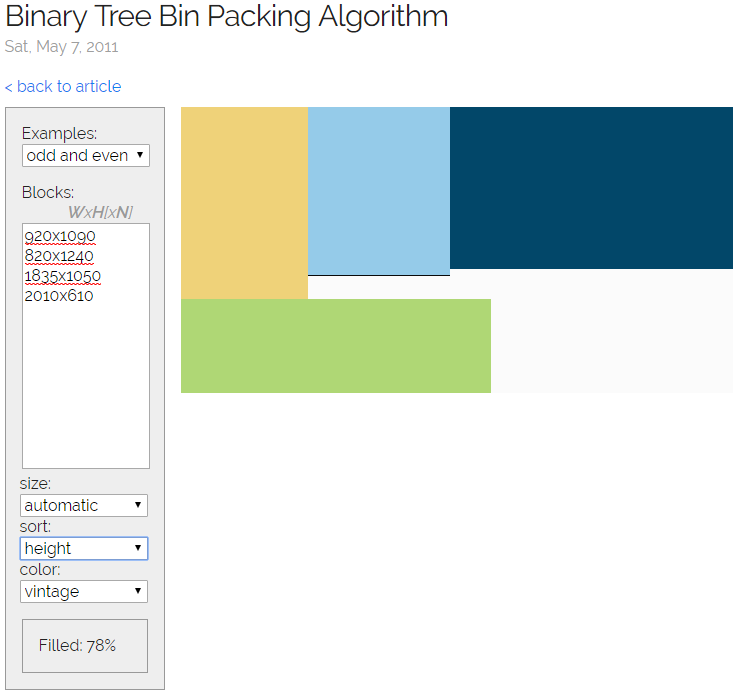 Binary Tree Bin Packing Algorithm
Sat, May 7, 2011
< back to article
Examples:
odd and even
Blocks:
WxH[xN]
920x1090
820x1240
1835x1050
2010x610
size:
automatic
sort:
height
color:
vintage
Filled: 78%